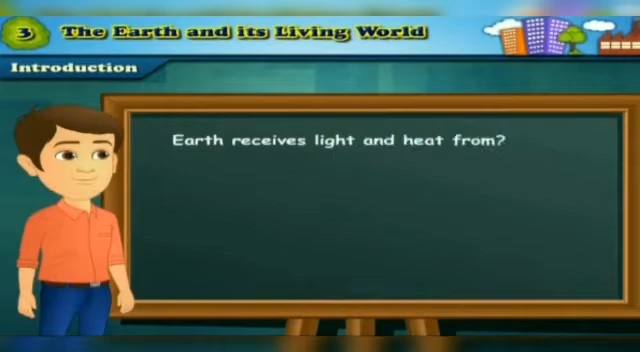 3 The Earth and its Living World
Introduction
Earth receives light and heat from?